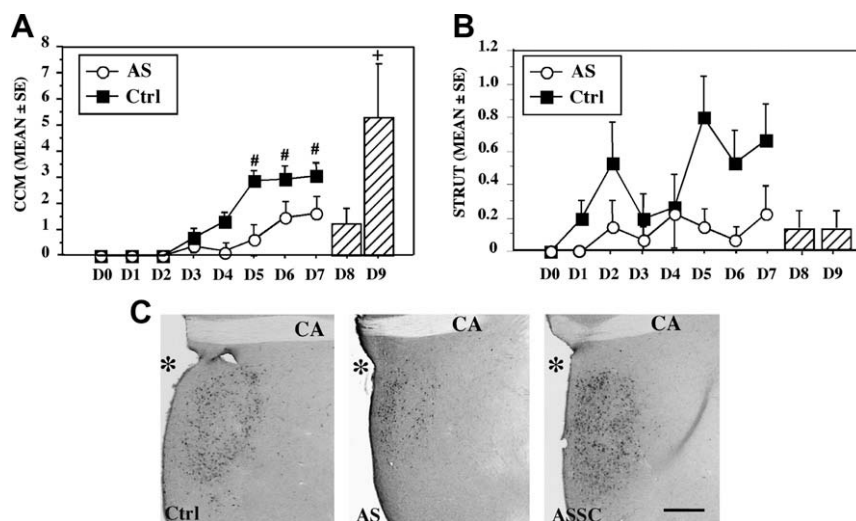 A
8
7
6
5
4
3
2
1
0
CCM (MEAN ± SE)
AS
Ctrl
# # #
+
D0 D1 D2 D3 D4 D5 D6 D7 D8 D9
B
1.2
1.0
0.8
0.6
0.4
0.2
0
STRUT (MEAN ± SE)
AS
Ctrl
D0 D1 D2 D3 D4 D5 D6 D7 D8 D9
C
CA
*
Ctrl
CA
*
AS
CA
*
ASSC